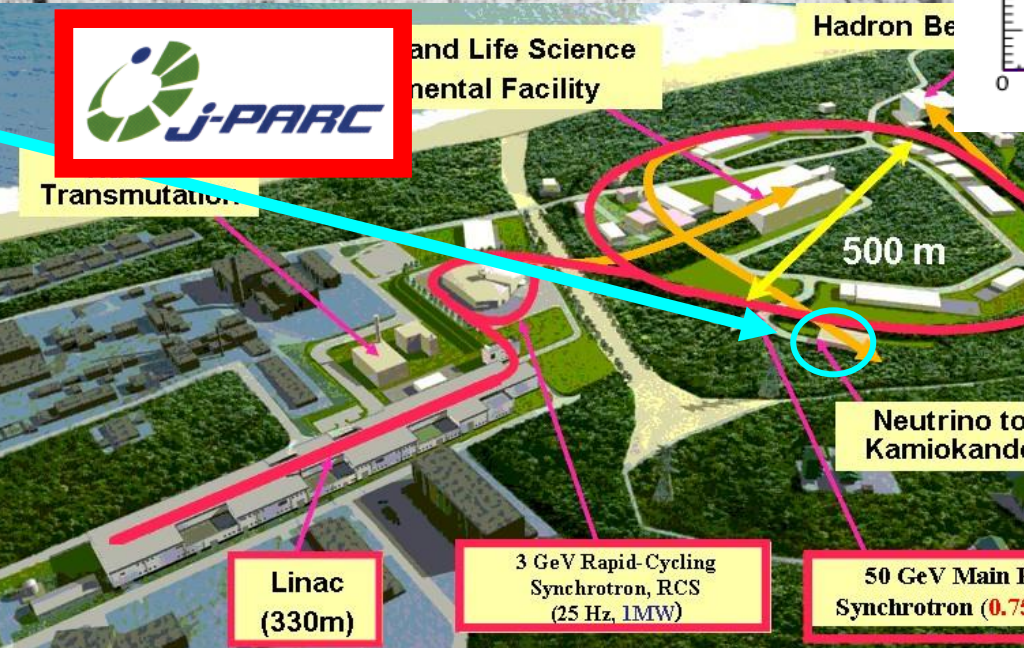 Hadron Be
and Life Science
mental Facility
0
J-PARC
Transmutation
500 m
Neutrino to
Kamiokande
Linac
(330m)
3 GeV Rapid-Cycling
Synchrotron, RCS
(25 Hz, 1MW)
50 GeV Main
Synchrotron (0.75